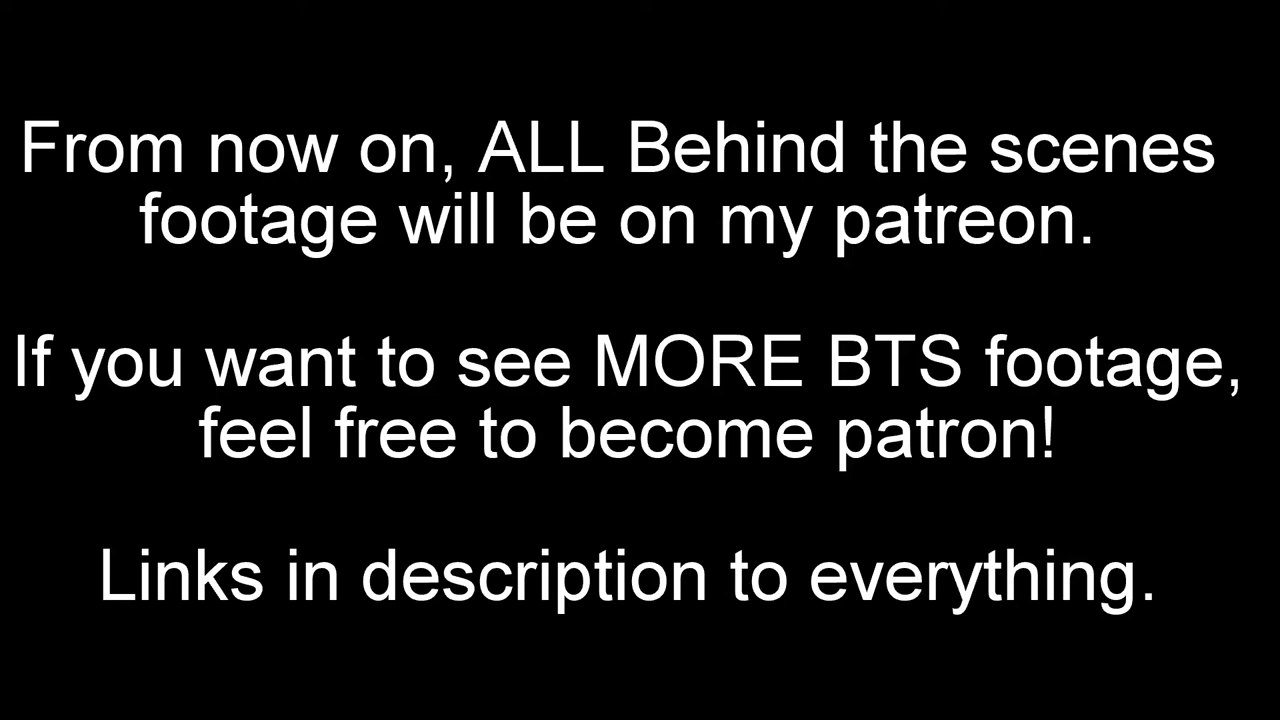 From now on, ALL Behind the scenes
footage will be on my patreon.
If you want to see MORE BTS footage,
feel free to become patron!
Links in description to everything.